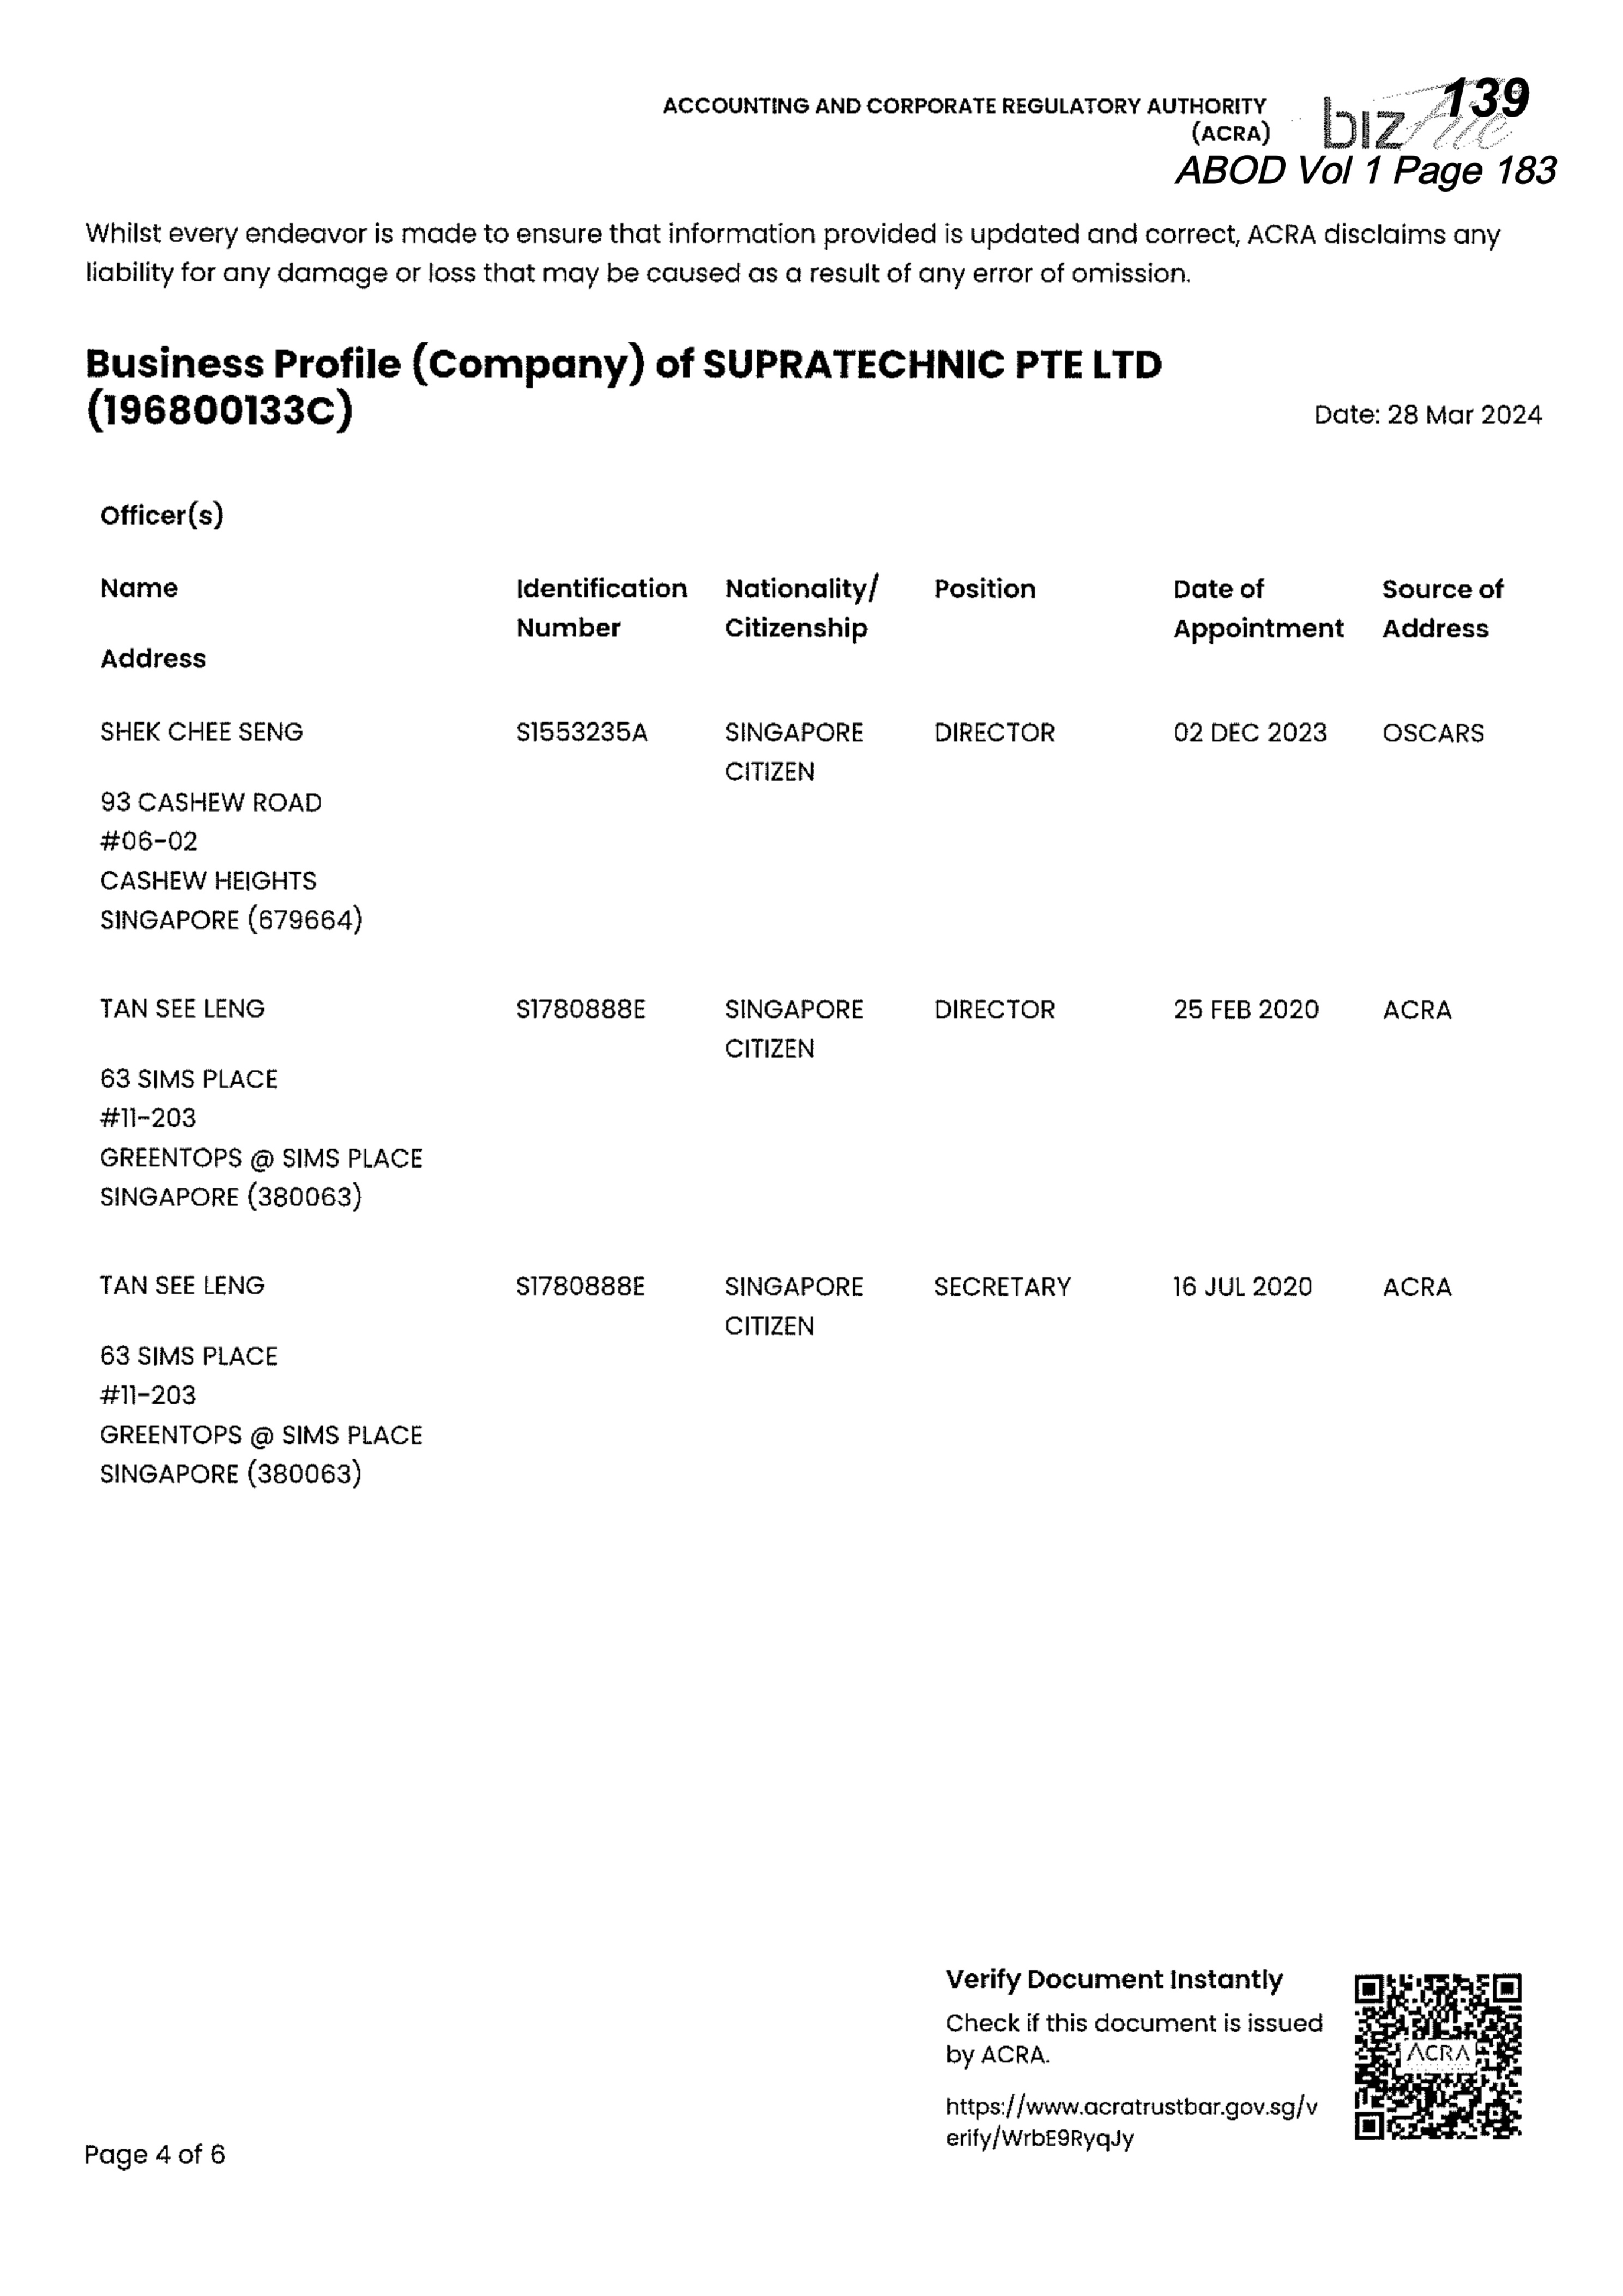 ACCOUNTING AND CORPORATE REGULATORY AUTHORITY
(ACRA)
bizfile
139
ABOD Vol 1 Page 183
Whilst every endeavor is made to ensure that information provided is updated and correct, ACRA disclaims any
liability for any damage or loss that may be caused as a result of any error of omission.
Business Profile (Company) of SUPRATECHNIC PTE LTD
(196800133C)
Date: 28 Mar 2024
Officer(s)
Name Identification Nationality/ Position Date of Source of
Number Citizenship Appointment Address
Address
SHEK CHEE SENG S1553235A SINGAPORE DIRECTOR 02 DEC 2023 OSCARS
CITIZEN
93 CASHEW ROAD
#06-02
CASHEW HEIGHTS
SINGAPORE (679664)
TAN SEE LENG S1780888E SINGAPORE DIRECTOR 25 FEB 2020 ACRA
CITIZEN
63 SIMS PLACE
#11-203
GREENTOPS @ SIMS PLACE
SINGAPORE (380063)
TAN SEE LENG S1780888E SINGAPORE SECRETARY 16 JUL 2020 ACRA
CITIZEN
63 SIMS PLACE
#11-203
GREENTOPS @ SIMS PLACE
SINGAPORE (380063)
Verify Document Instantly
Check if this document is issued
by ACRA.
https://www.acratrustbar.gov.sg/v
erify/WrbE9RyqJy
ACRA
Page 4 of 6